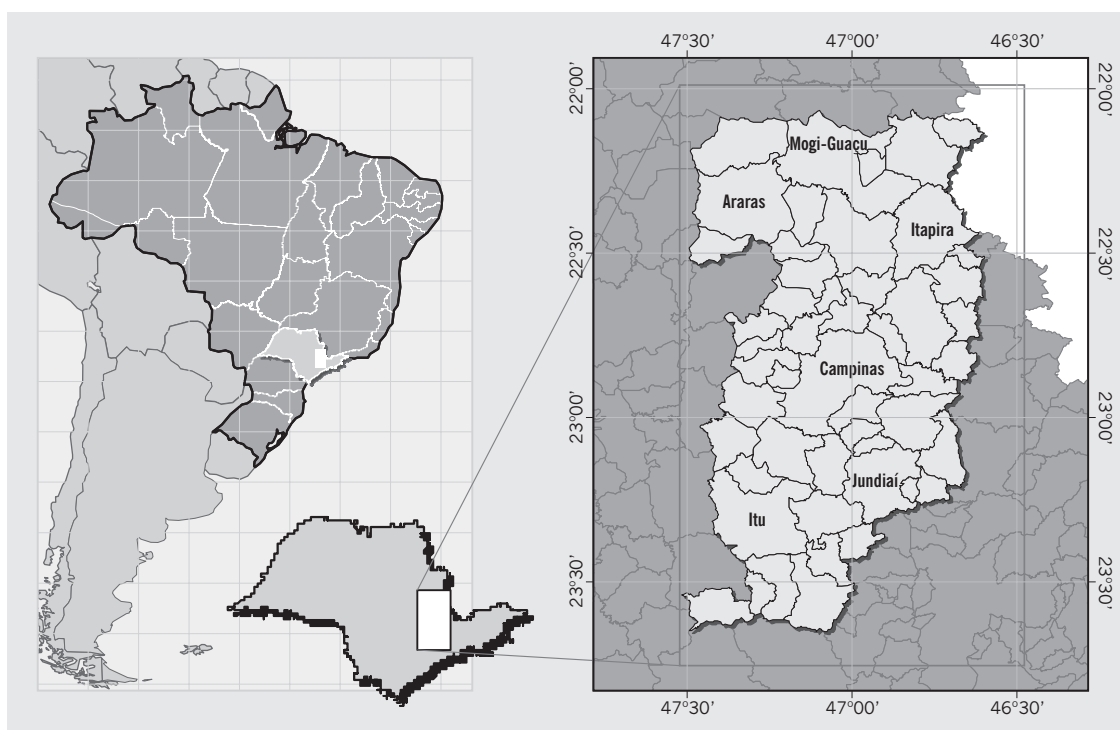 47°30' 47°00' 46°30'
22°00' 22°00'
Mogi-Guaçu
Araras
Itapira
22°30' 22°30'
Campinas
23°00' 23°00'
Jundiaí
Itu
23°30' 23°30'
47°30' 47°00' 46°30'